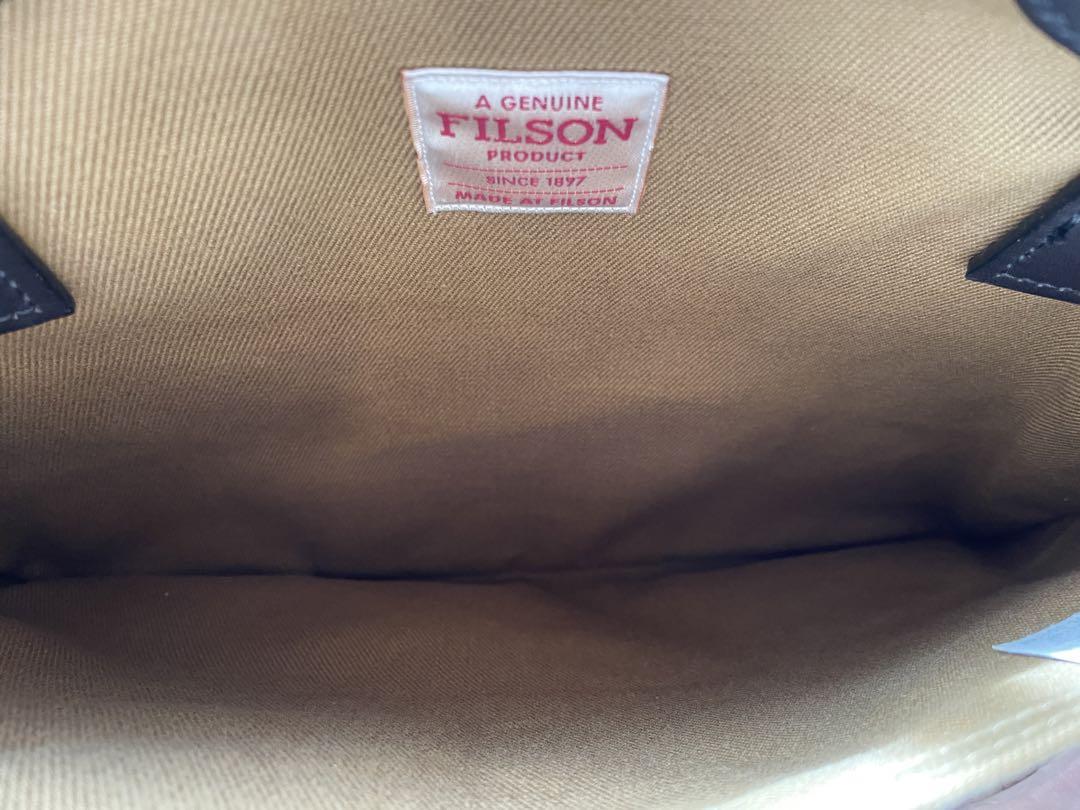 A GENUINE
FILSON
PRODUCT
SINCE 1897
MADE AT FILSON